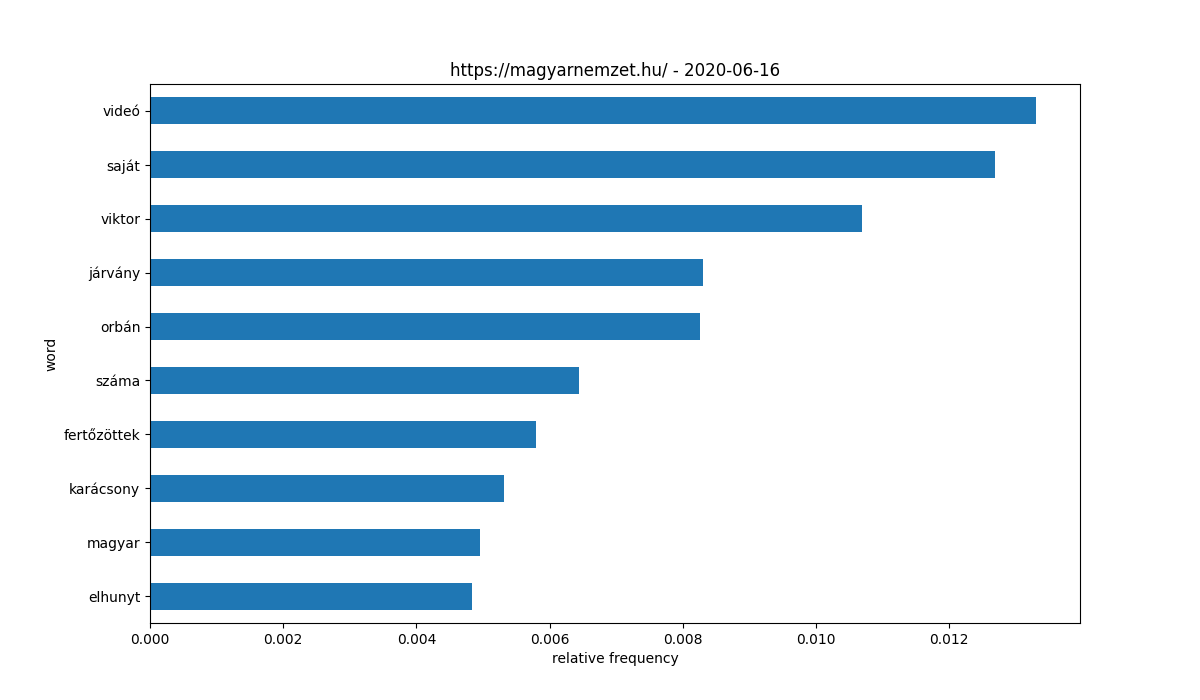 https://magyarnemzet.hu/ - 2020-06-16
videó
saját
viktor
járvány
orbán
száma
fertőzöttek
karácsony
magyar
elhunyt
word
0.000 0.002 0.004 0.006 0.008 0.010 0.012
relative frequency